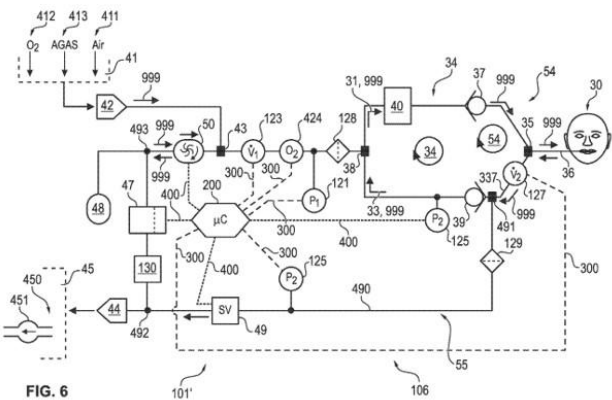 412 413 411
O₂ AGAS Air
41
999
42
493 999 50 43 123 424 128
999
V₁ O₂
300 300
31, 999 34 37 999 54 30
40
35 999
36
34 54
38
48
47 400 200 300 P₁ 121
µC
300
33, 999
39 337 V₂ 127
999
491
400 P₂ 125
130 300 400 300
P₂ 125
129
300
45
450
451
44 492 SV 49 490
55
FIG. 6
101' 106